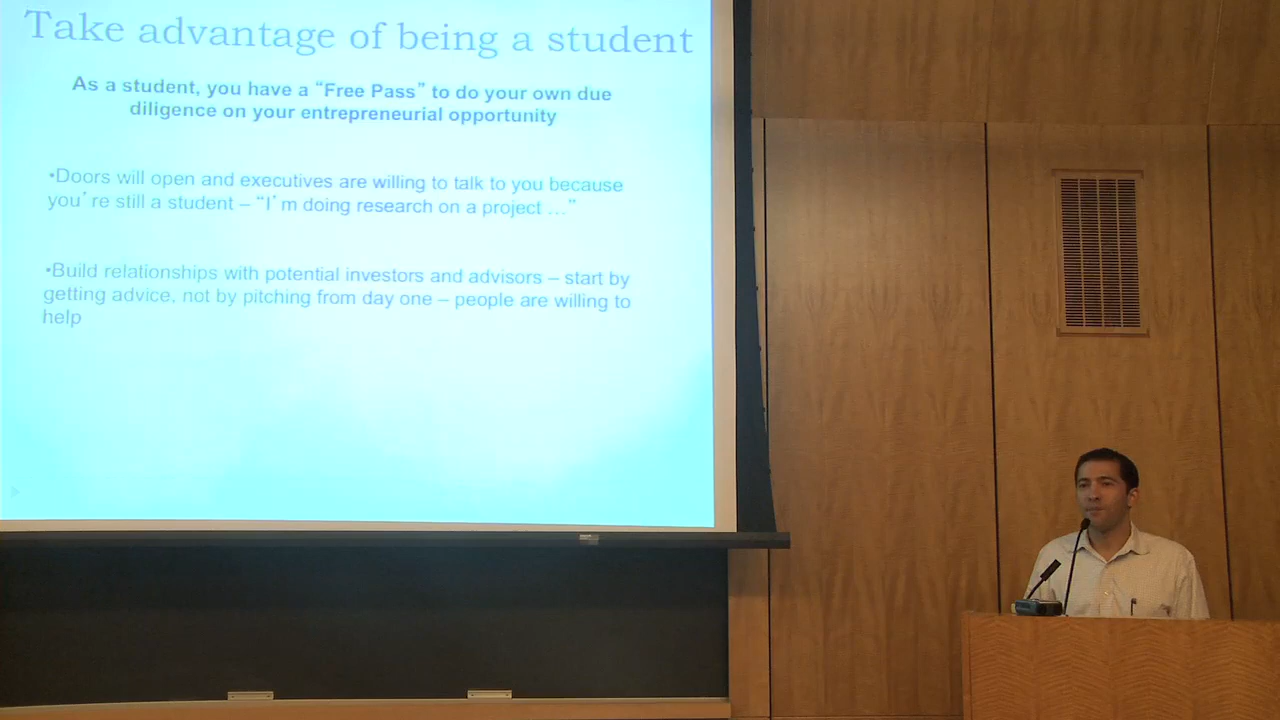 Take advantage of being a student
As a student, you have a “Free Pass” to do your own due
diligence on your entrepreneurial opportunity
•Doors will open and executives are willing to talk to you because
you’re still a student – “I’m doing research on a project …”
•Build relationships with potential investors and advisors – start by
getting advice, not by pitching from day one – people are willing to
help